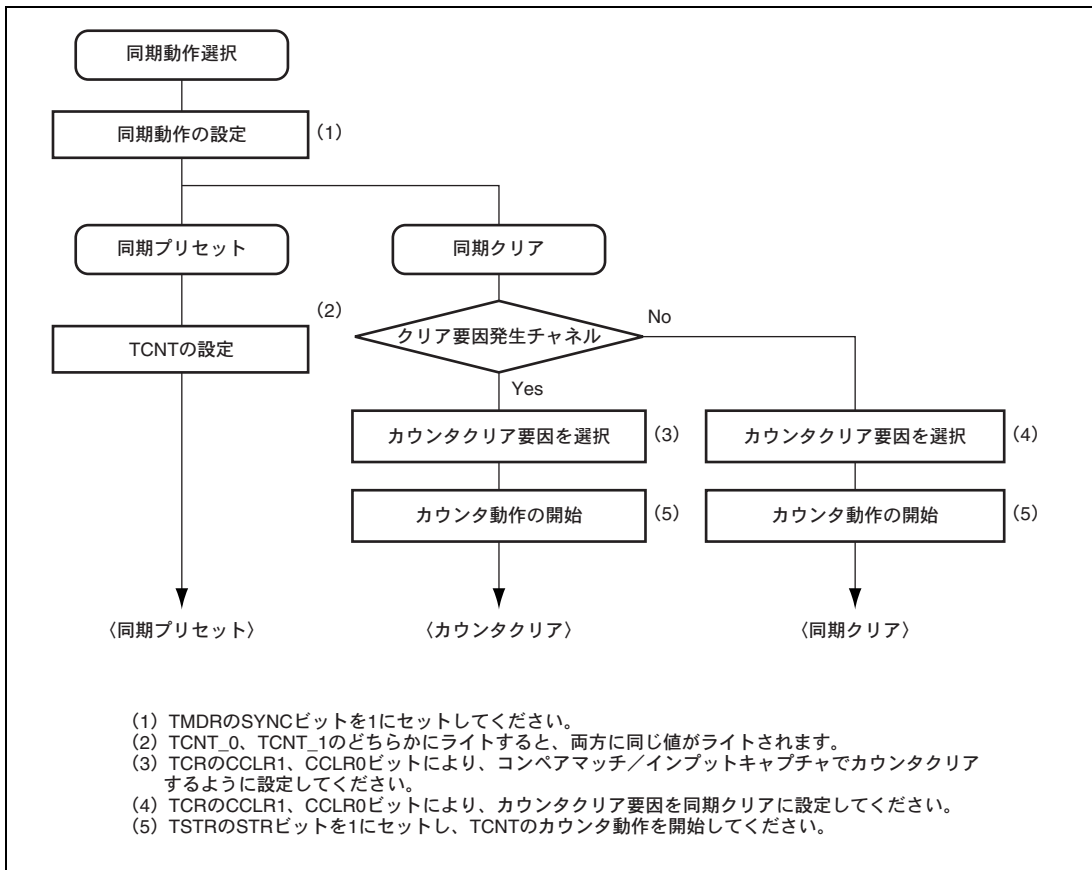 同期動作選択
同期動作の設定
(1)
同期プリセット
同期クリア
(2)
TCNTの設定
クリア要因発生チャネル
No
Yes
カウンタクリア要因を選択
(3)
カウンタクリア要因を選択
(4)
カウンタ動作の開始
(5)
カウンタ動作の開始
(5)
〈同期プリセット〉
〈カウンタクリア〉
〈同期クリア〉
(1) TMDRのSYNCビットを1にセットしてください。
(2) TCNT_0、TCNT_1のどちらかにライトすると、両方に同じ値がライトされます。
(3) TCRのCCLR1、CCLR0ビットにより、コンペアマッチ/インプットキャプチャでカウンタクリア
するように設定してください。
(4) TCRのCCLR1、CCLR0ビットにより、カウンタクリア要因を同期クリアに設定してください。
(5) TSTRのSTRビットを1にセットし、TCNTのカウンタ動作を開始してください。